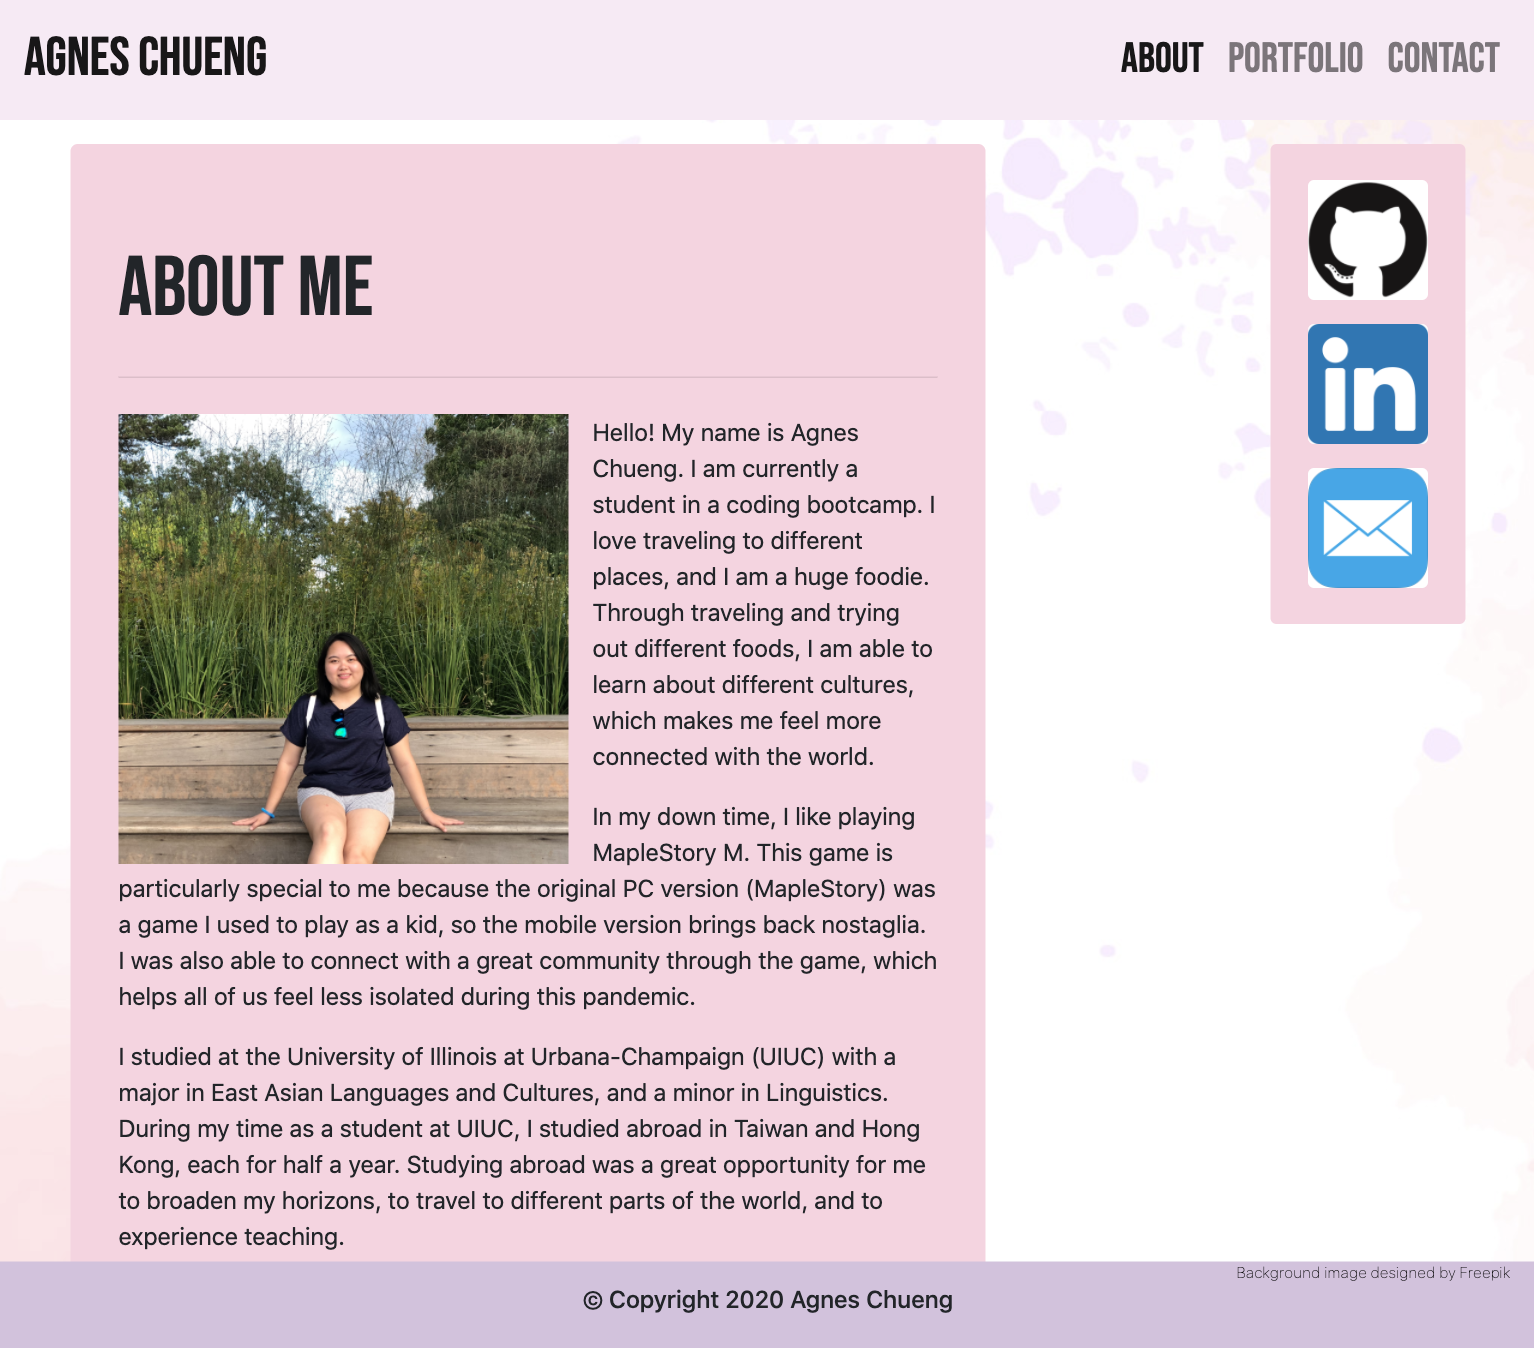 AGNES CHUENG
ABOUT PORTFOLIO CONTACT
ABOUT ME
Hello! My name is Agnes
Chueng. I am currently a
student in a coding bootcamp. I
love traveling to different
places, and I am a huge foodie.
Through traveling and trying
out different foods, I am able to
learn about different cultures,
which makes me feel more
connected with the world.
In my down time, I like playing
MapleStory M. This game is
particularly special to me because the original PC version (MapleStory) was
a game I used to play as a kid, so the mobile version brings back nostaglia.
I was also able to connect with a great community through the game, which
helps all of us feel less isolated during this pandemic.
I studied at the University of Illinois at Urbana-Champaign (UIUC) with a
major in East Asian Languages and Cultures, and a minor in Linguistics.
During my time as a student at UIUC, I studied abroad in Taiwan and Hong
Kong, each for half a year. Studying abroad was a great opportunity for me
to broaden my horizons, to travel to different parts of the world, and to
experience teaching.
in
Background image designed by Freepik
© Copyright 2020 Agnes Chueng